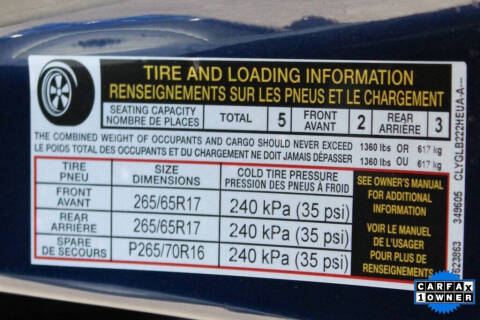 TIRE AND LOADING INFORMATION
RENSEIGNEMENTS SUR LES PNEUS ET LE CHARGEMENT
SEATING CAPACITY
NOMBRE DE PLACES
TOTAL 5
FRONT
AVANT 2
REAR
ARRIÈRE 3
THE COMBINED WEIGHT OF OCCUPANTS AND CARGO SHOULD NEVER EXCEED 1360 lbs OR 617 kg
LE POIDS TOTAL DES OCCUPANTS ET DU CHARGEMENT NE DOIT JAMAIS DÉPASSER 1360 lbs OU 617 kg
TIRE
PNEU
SIZE
DIMENSIONS
COLD TIRE PRESSURE
PRESSION DES PNEUS À FROID
FRONT
AVANT
265/65R17
240 kPa (35 psi)
REAR
ARRIÈRE
265/65R17
240 kPa (35 psi)
SPARE
DE SECOURS
P265/70R16
240 kPa (35 psi)
SEE OWNER'S MANUAL
FOR ADDITIONAL
INFORMATION
VOIR LE MANUEL
DE L'USAGER
POUR PLUS DE
RENSEIGNEMENTS
CLYGLB222HEUA-A---
348605
7623863
CARFAX
1 OWNER